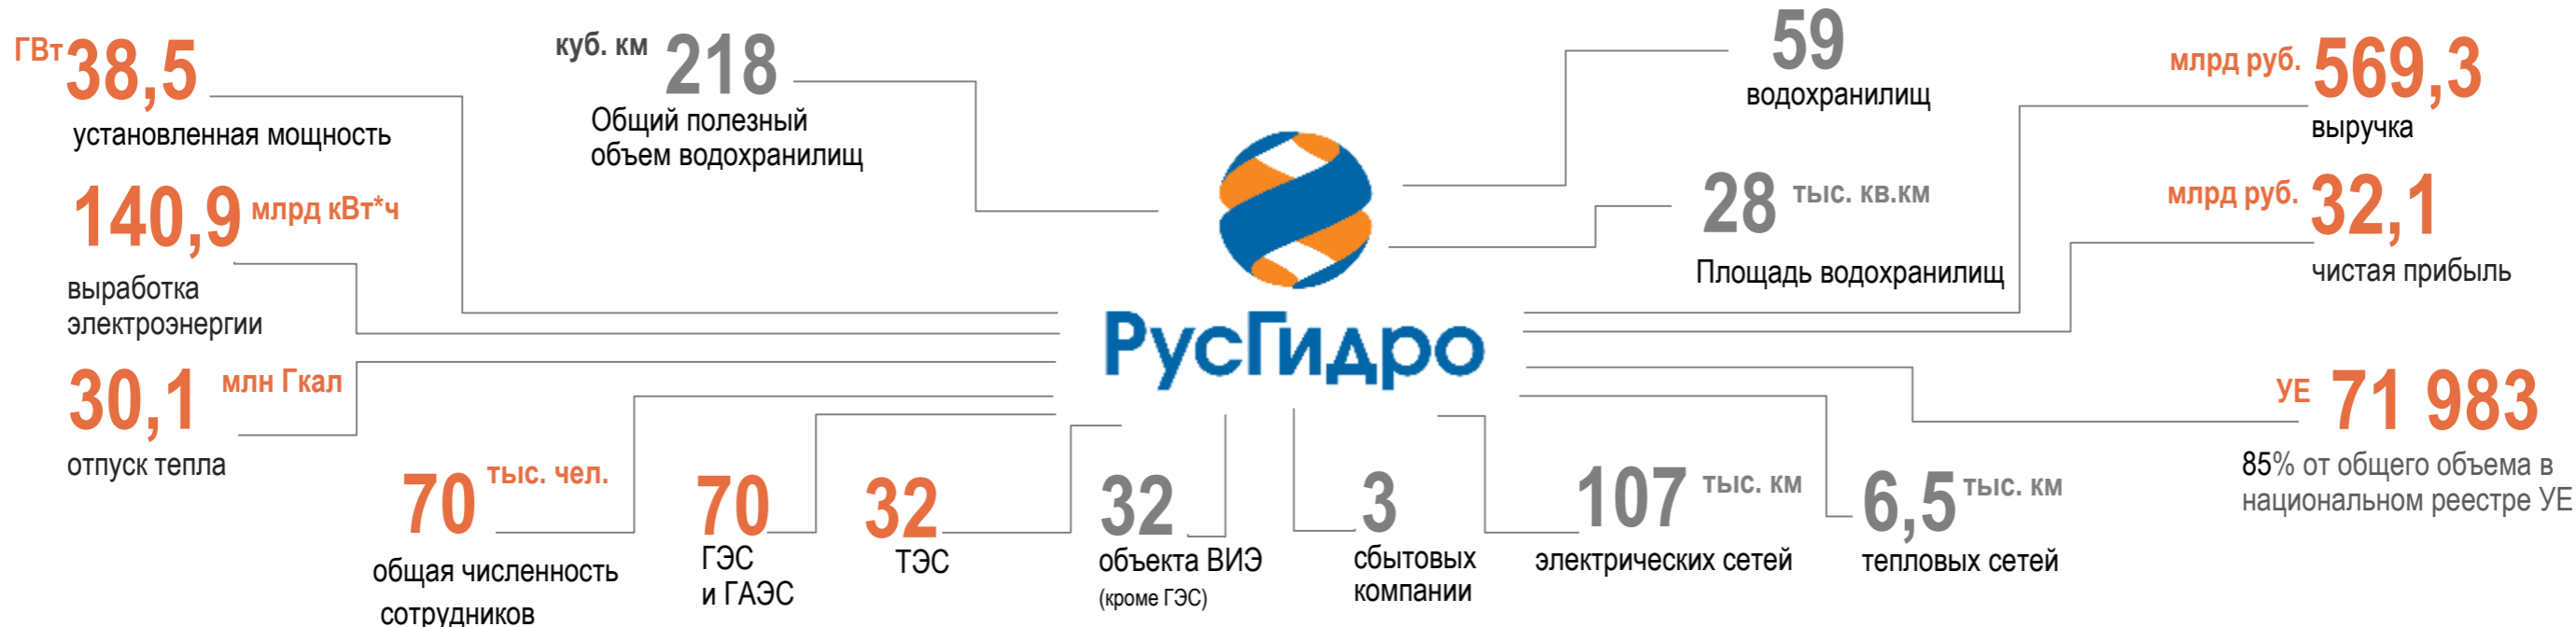 ГВт 38,5
установленная мощность
140,9 млрд кВт*ч
выработка
электроэнергии
30,1 млн Гкал
отпуск тепла
куб. км 218
Общий полезный
объем водохранилищ
РусГидро
59
водохранилищ
28 тыс. кв.км
Площадь водохранилищ
млрд руб. 569,3
выручка
млрд руб. 32,1
чистая прибыль
УЕ 71 983
85% от общего объема в
национальном реестре УЕ
70 тыс. чел.
общая численность
сотрудников
70
ГЭС
и ГАЭС
32
ТЭС
32
объекта ВИЭ
(кроме ГЭС)
3
сбытовых
компании
107 тыс. км
электрических сетей
6,5 тыс. км
тепловых сетей